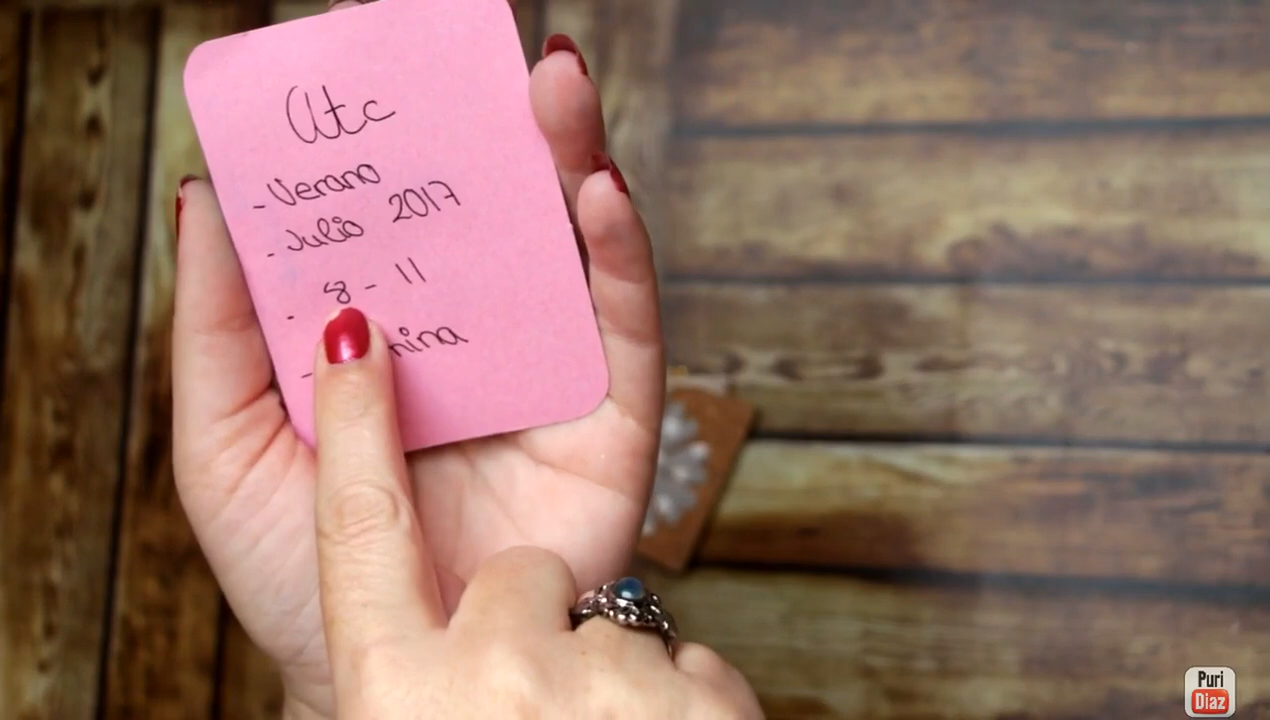 Atc
- Verano
- Julio 2017
- 8 - 11
-
Puri
Diaz